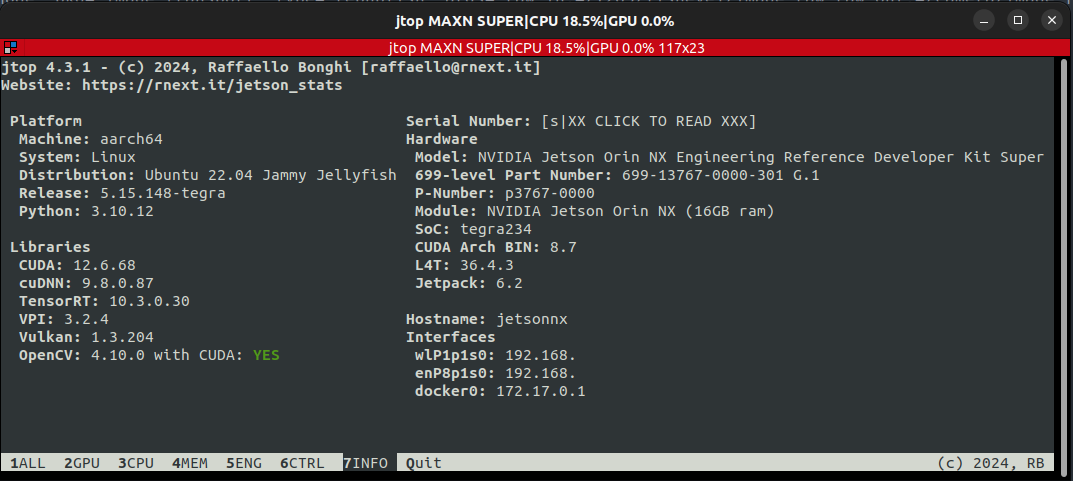 jtop MAXN SUPER|CPU 18.5%|GPU 0.0%
jtop MAXN SUPER|CPU 18.5%|GPU 0.0% 117x23
jtop 4.3.1 - (c) 2024, Raffaello Bonghi [raffaello@rnext.it]
Website: https://rnext.it/jetson_stats
Platform
Machine: aarch64
System: Linux
Distribution: Ubuntu 22.04 Jammy Jellyfish
Release: 5.15.148-tegra
Python: 3.10.12
Libraries
CUDA: 12.6.68
cuDNN: 9.8.0.87
TensorRT: 10.3.0.30
VPI: 3.2.4
Vulkan: 1.3.204
OpenCV: 4.10.0 with CUDA: YES
Serial Number: [s|XX CLICK TO READ XXX]
Hardware
Model: NVIDIA Jetson Orin NX Engineering Reference Developer Kit Super
699-level Part Number: 699-13767-0000-301 G.1
P-Number: p3767-0000
Module: NVIDIA Jetson Orin NX (16GB ram)
SoC: tegra234
CUDA Arch BIN: 8.7
L4T: 36.4.3
Jetpack: 6.2
Hostname: jetsonnx
Interfaces
wlP1p1s0: 192.168.
enP8p1s0: 192.168.
docker0: 172.17.0.1
1ALL 2GPU 3CPU 4MEM 5ENG 6CTRL 7INFO Quit (c) 2024, RB